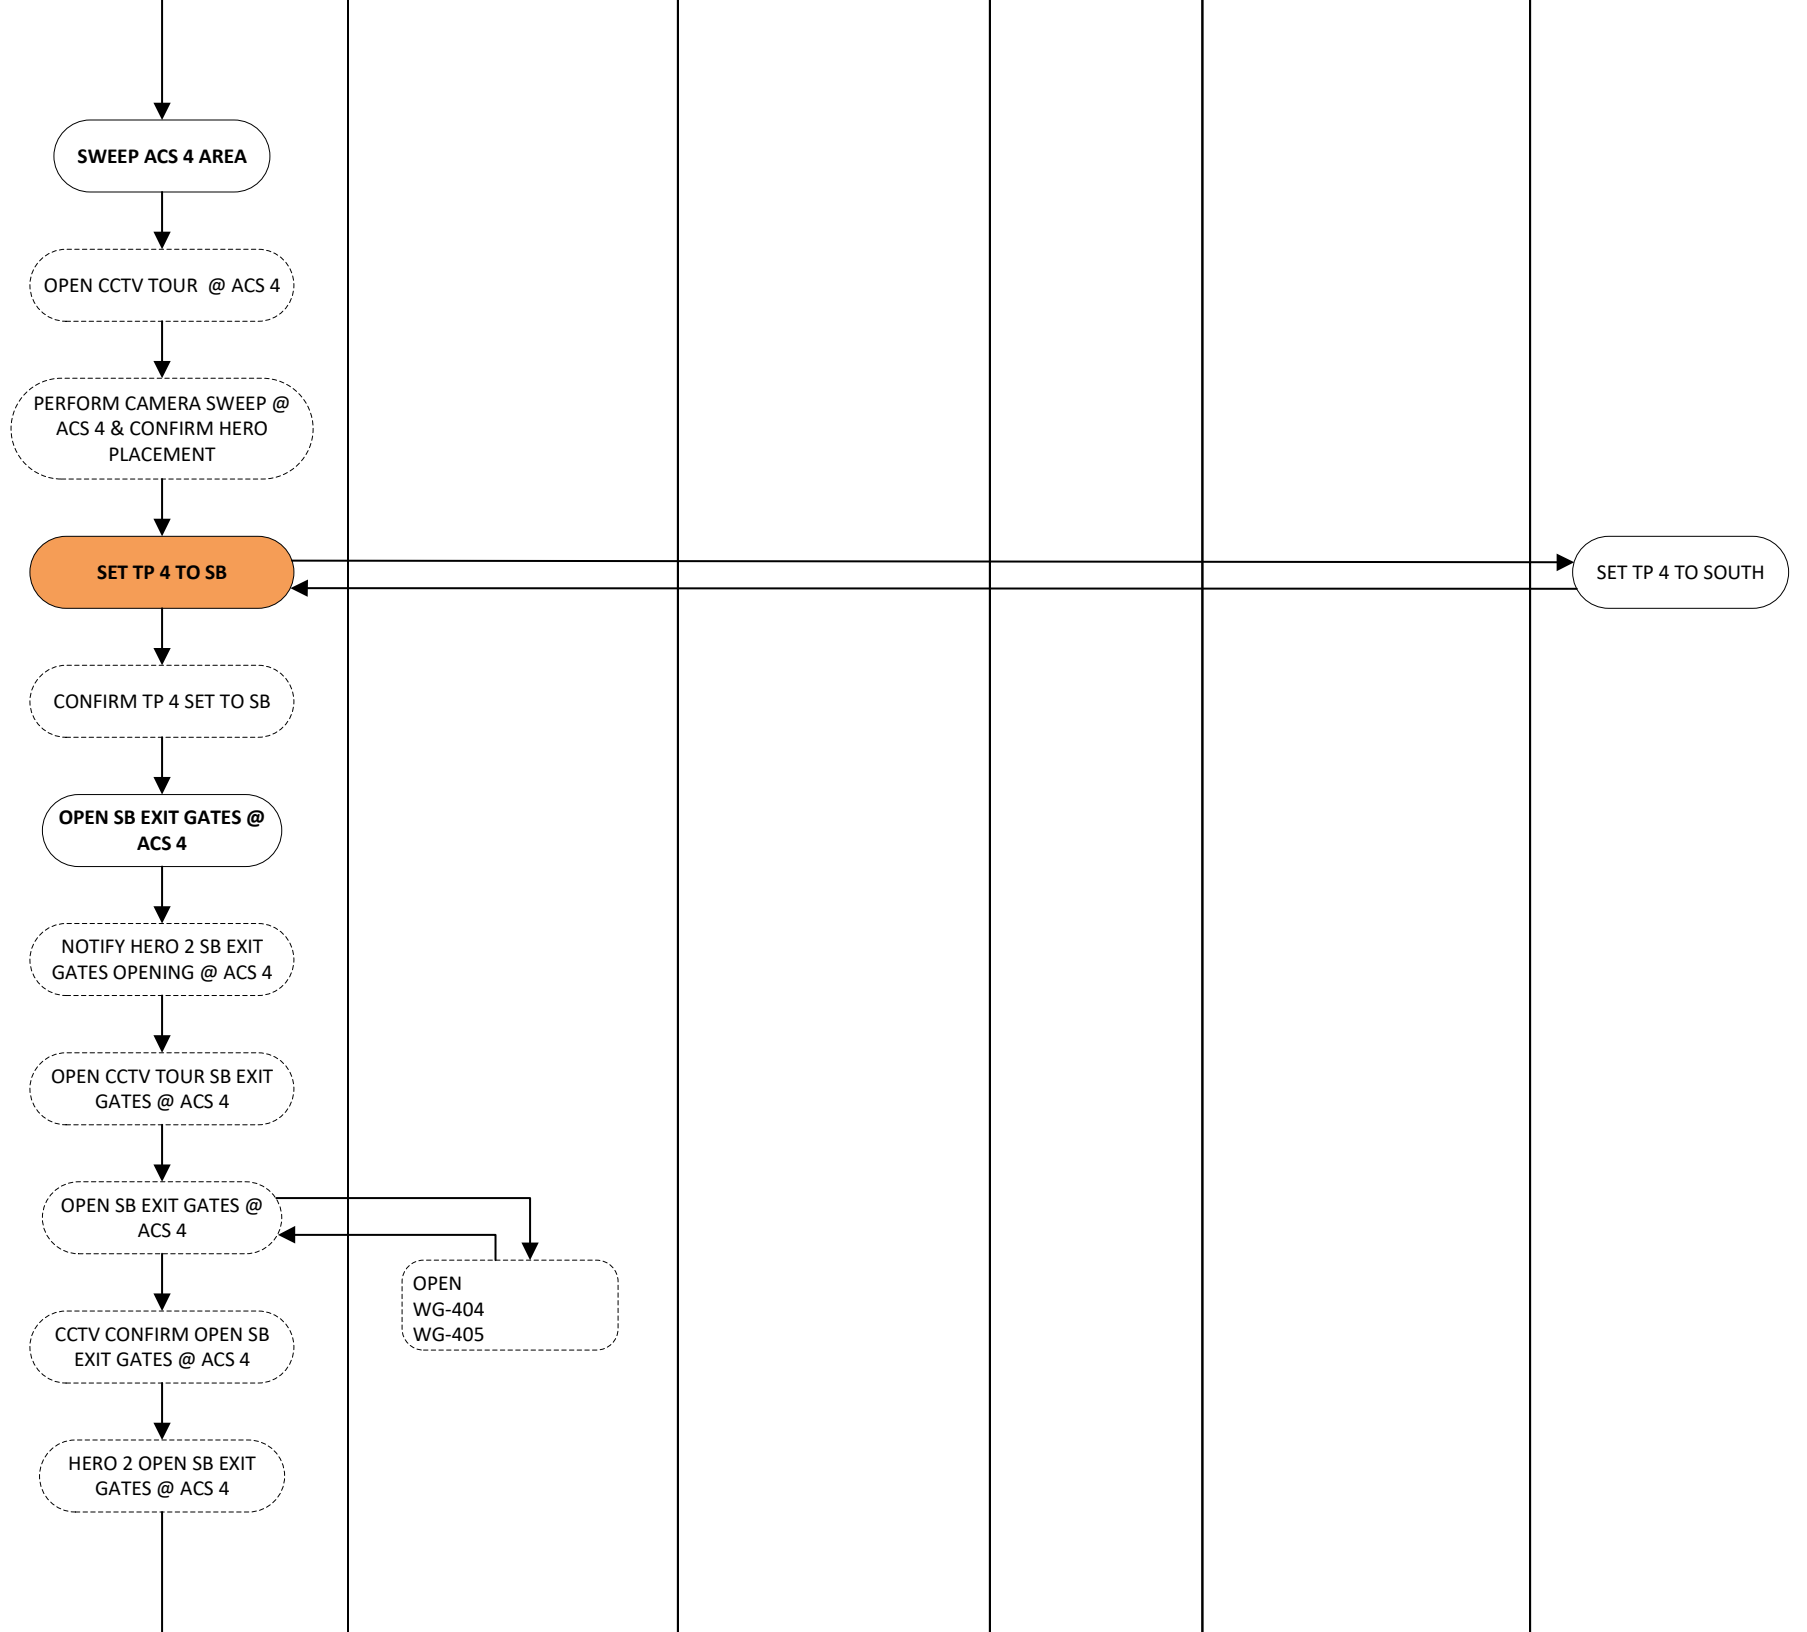 SWEEP ACS 4 AREA
OPEN CCTV TOUR  @ ACS 4
PERFORM CAMERA SWEEP @
ACS 4 & CONFIRM HERO
PLACEMENT
SET TP 4 TO SB
SET TP 4 TO SOUTH
CONFIRM TP 4 SET TO SB
OPEN SB EXIT GATES @
ACS 4
NOTIFY HERO 2 SB EXIT
GATES OPENING @ ACS 4
OPEN CCTV TOUR SB EXIT
GATES @ ACS 4
OPEN SB EXIT GATES @
ACS 4
OPEN
WG-404
WG-405
CCTV CONFIRM OPEN SB
EXIT GATES @ ACS 4
HERO 2 OPEN SB EXIT
GATES @ ACS 4